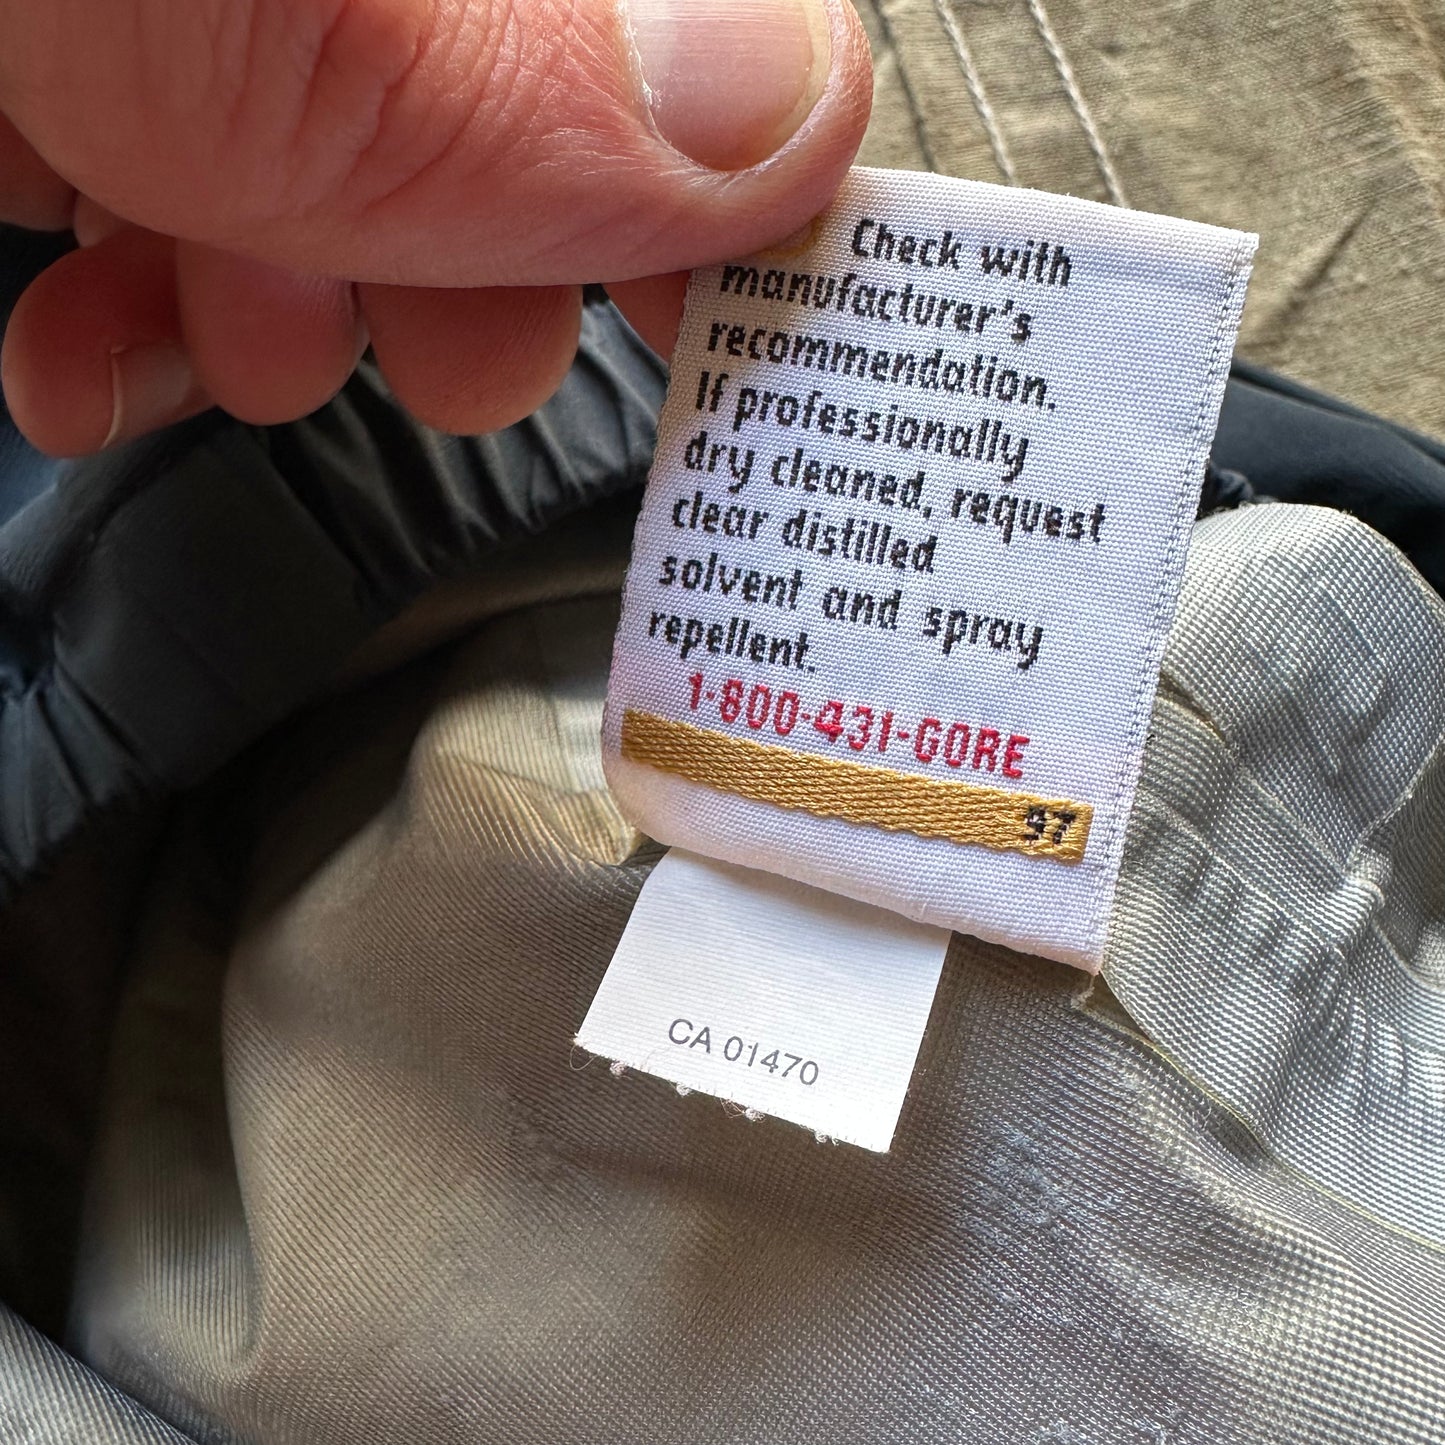 Check with
manufacturer's
recommendation.
If professionally
dry cleaned, request
clear distilled
solvent and spray
repellent.
1-800-431-GORE
97
CA 01470